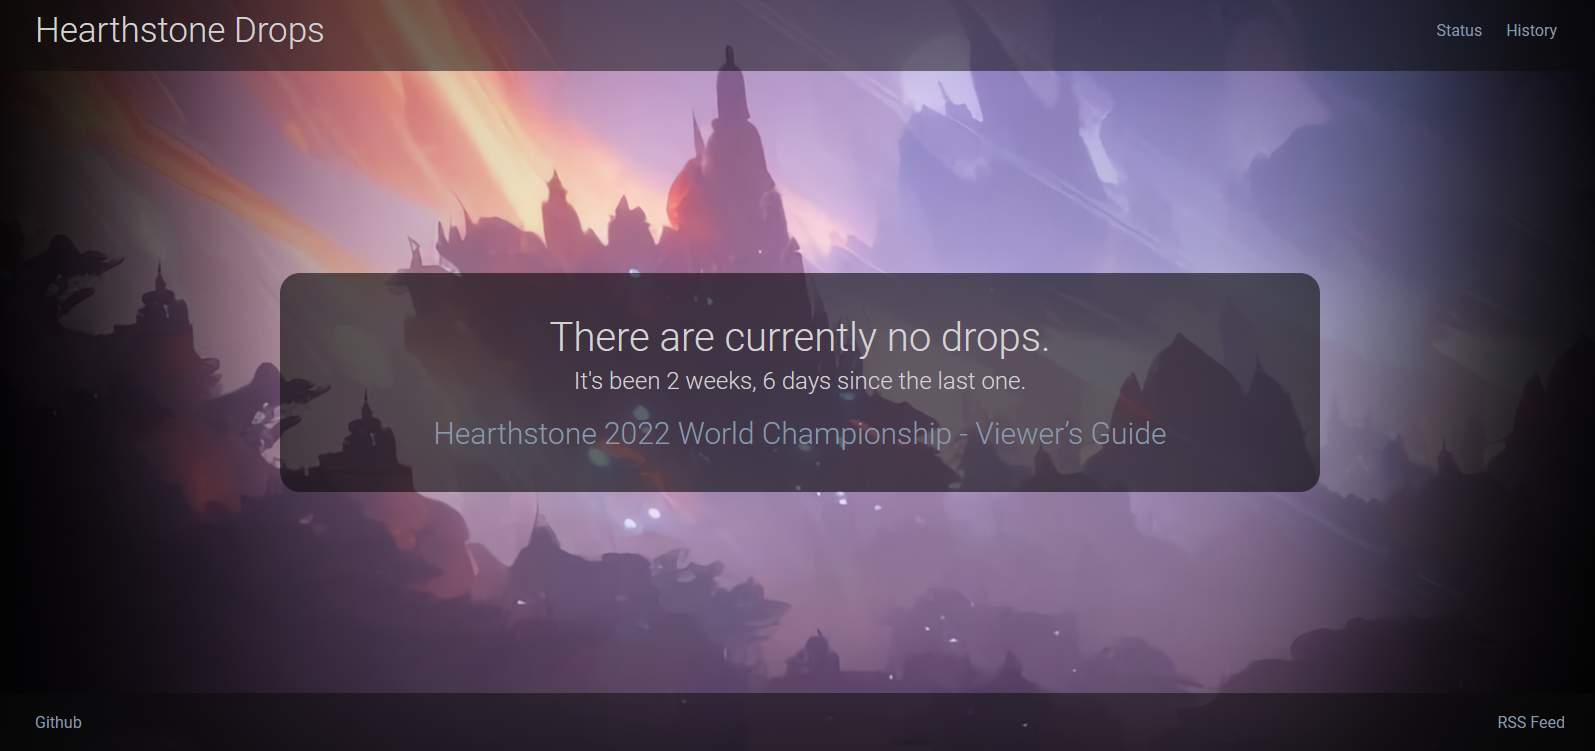 Hearthstone Drops
Status
History
There are currently no drops.
It's been 2 weeks, 6 days since the last one.
Hearthstone 2022 World Championship - Viewer’s Guide
Github
RSS Feed